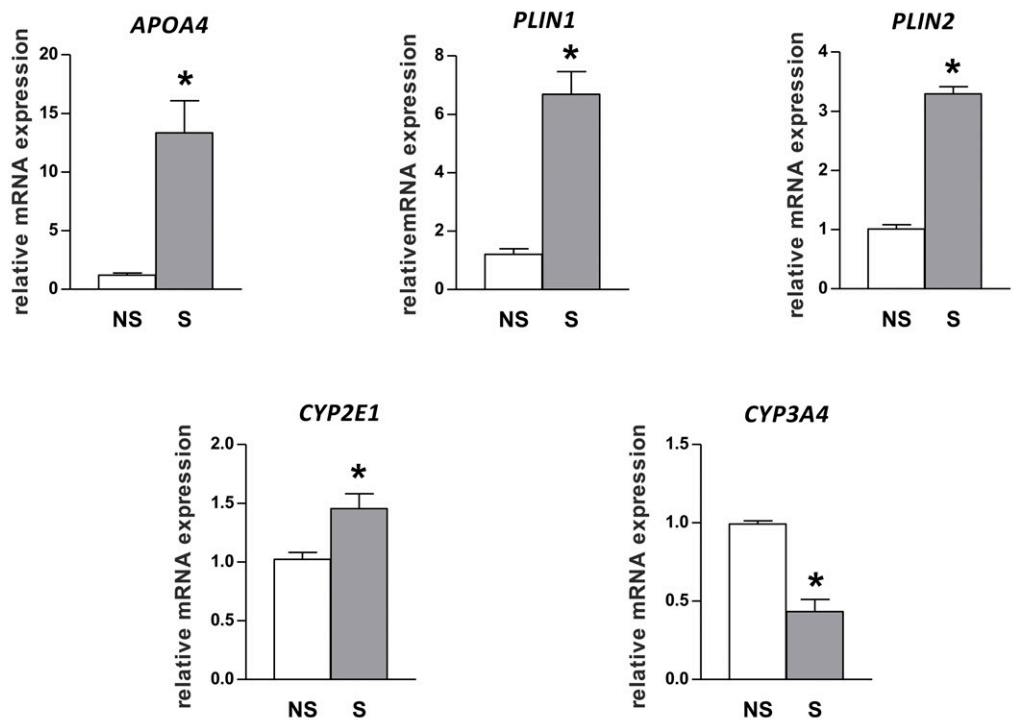 APOA4
relative mRNA expression
20
15
10
5
0
*
NS S
PLIN1
relativemRNA expression
8
6
4
2
0
*
NS S
PLIN2
relative mRNA expression
4
3
2
1
0
*
NS S
CYP2E1
relative mRNA expression
2.0
1.5
1.0
0.5
0.0
*
NS S
CYP3A4
relative mRNA expression
1.5
1.0
0.5
0.0
*
NS S